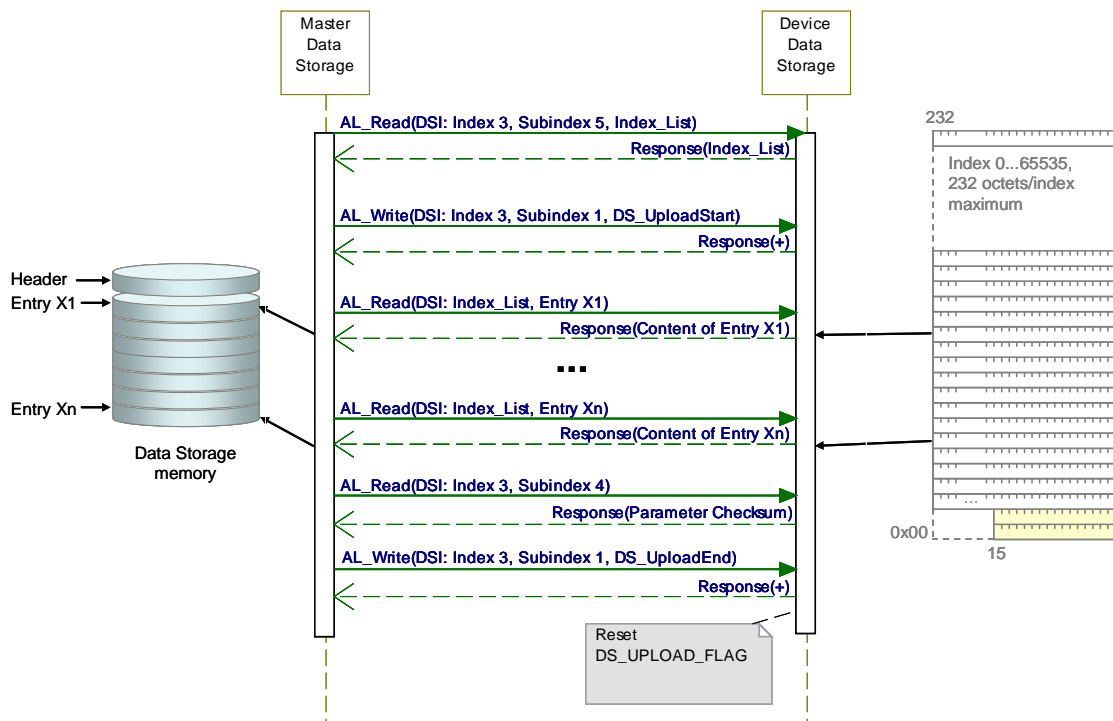 Master
Data
Storage
Device
Data
Storage
AL_Read(DSI: Index 3, Subindex 5, Index_List)
Response(Index_List)
232
Index 0...65535,
232 octets/index
maximum
AL_Write(DSI: Index 3, Subindex 1, DS_UploadStart)
Response(+)
Header
Entry X1
AL_Read(DSI: Index_List, Entry X1)
Response(Content of Entry X1)
...
Entry Xn
AL_Read(DSI: Index_List, Entry Xn)
Response(Content of Entry Xn)
Data Storage
memory
AL_Read(DSI: Index 3, Subindex 4)
Response(Parameter Checksum)
...
0x00
15
AL_Write(DSI: Index 3, Subindex 1, DS_UploadEnd)
Response(+)
Reset
DS_UPLOAD_FLAG